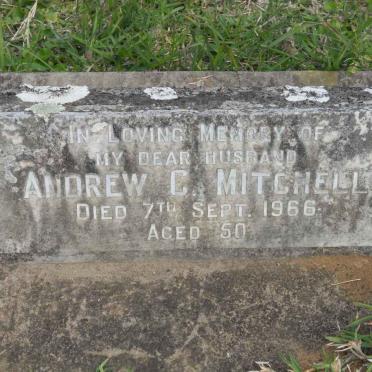 In Loving Memory of
my dear husband
Andrew C. Mitchell
Died 7th Sept. 1966.
Aged 50.